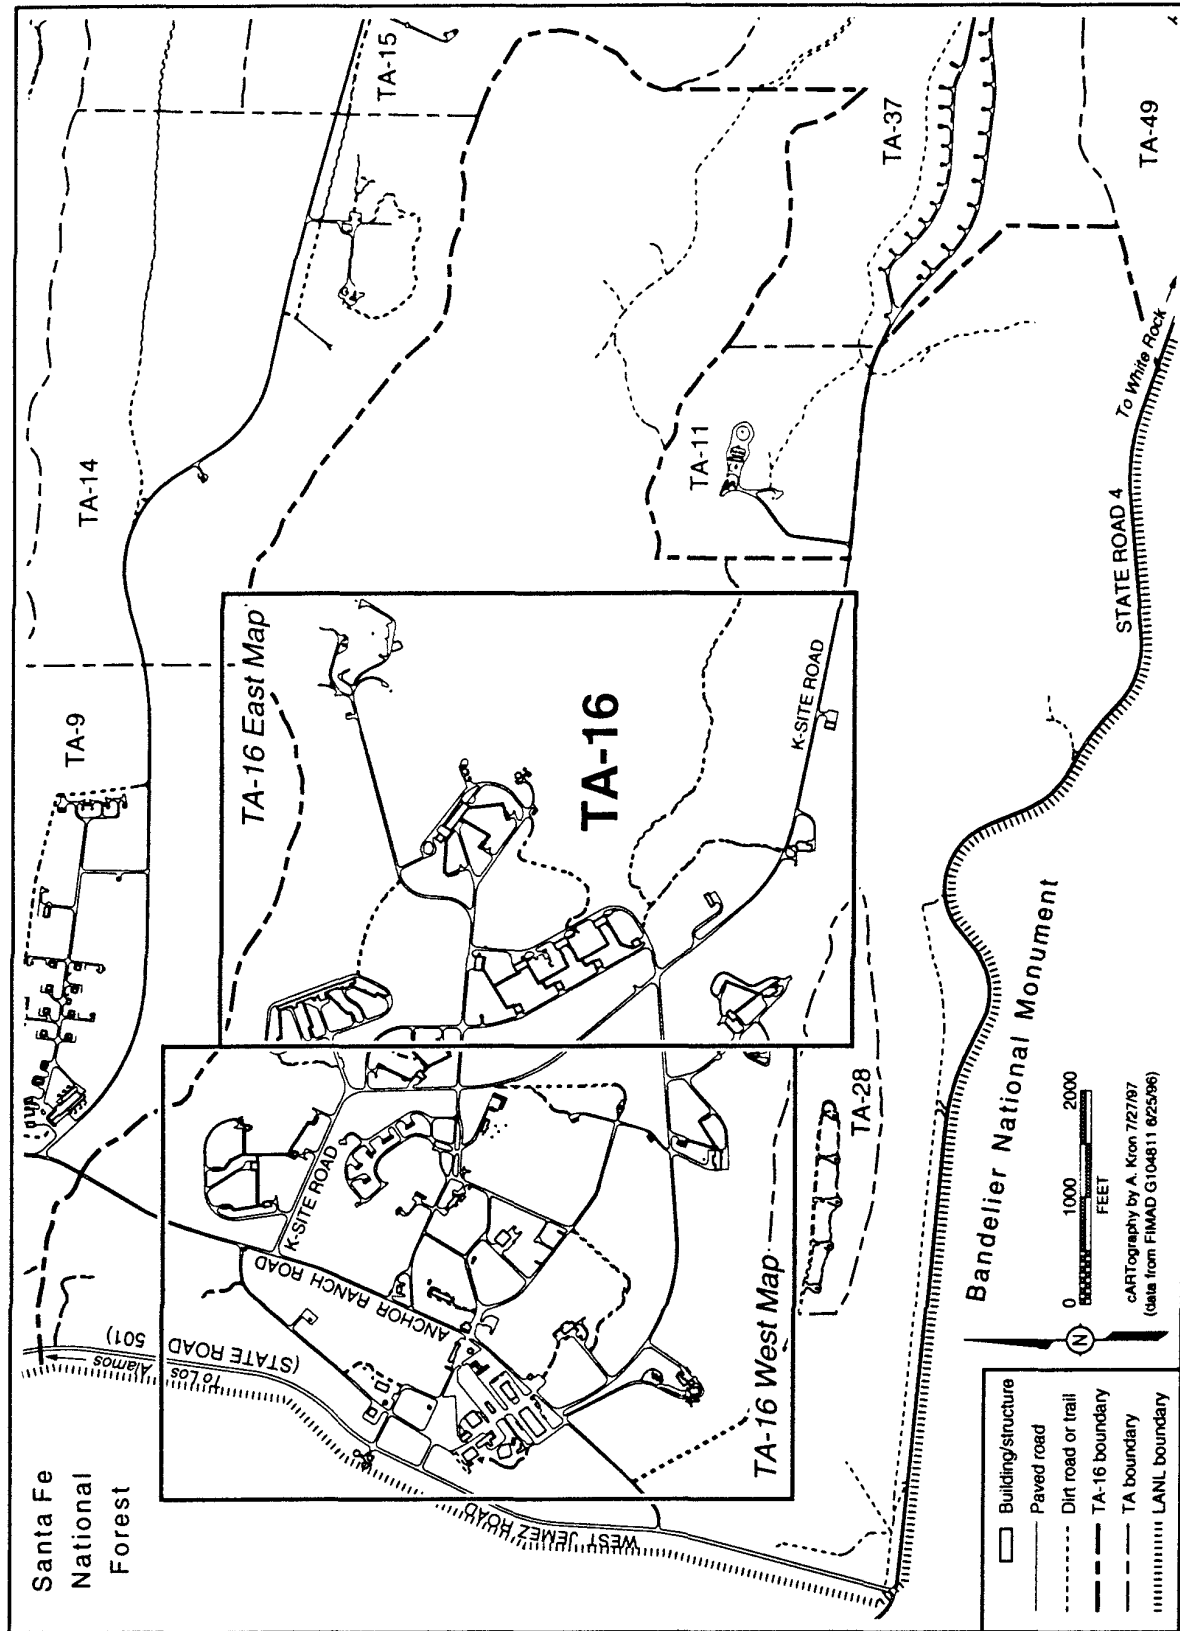 Santa Fe
National
Forest
TA-14
TA-15
TA-9
TA-16 East Map
TA-16
K-SITE ROAD
TA-11
TA-37
TA-49
To White Rock
STATE ROAD 4
To Los
Alamos
(STATE ROAD 501)
WEST JEMEZ ROAD
ANCHOR RANCH ROAD
K-SITE ROAD
TA-16 West Map
TA-28
Bandelier National Monument
Building/structure
Paved road
Dirt road or trail
TA-16 boundary
TA boundary
LANL boundary
N
0 1000 2000
FEET
cARTography by A. Kron 7/27/97
(data from FIMAD G104811 6/25/96)